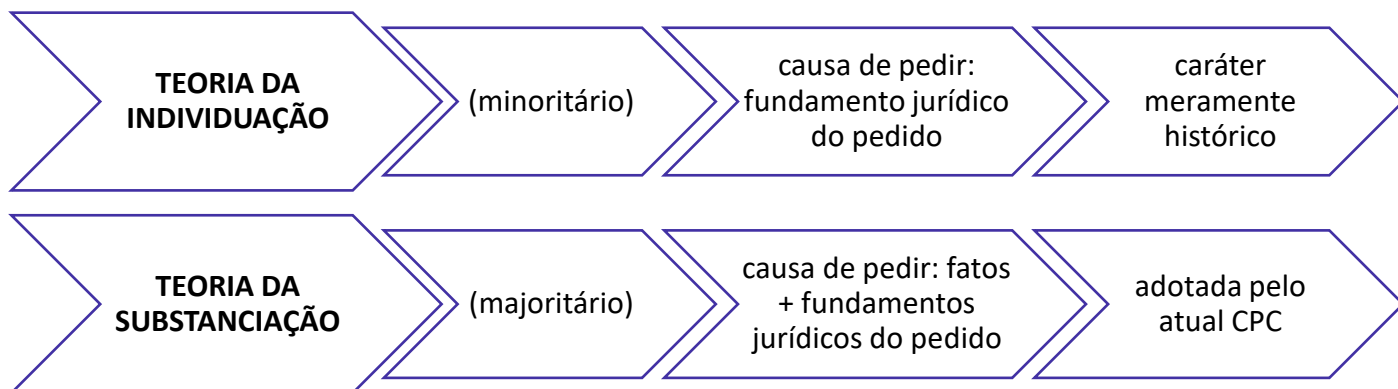 TEORIA DA
INDIVIDUAÇÃO
(minoritário)
causa de pedir:
fundamento jurídico
do pedido
caráter
meramente
histórico
TEORIA DA
SUBSTANCIAÇÃO
(majoritário)
causa de pedir: fatos
+ fundamentos
jurídicos do pedido
adotada pelo
atual CPC